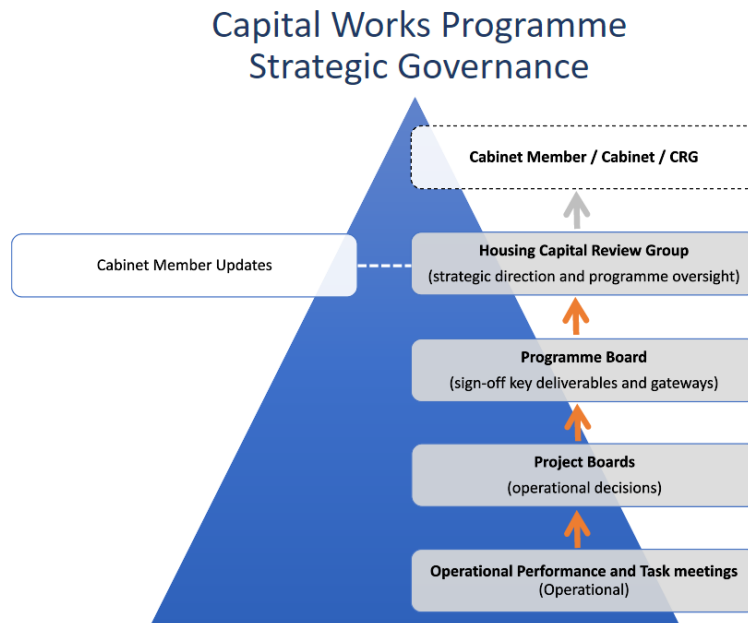 Capital Works Programme
Strategic Governance
Cabinet Member / Cabinet / CRG
Cabinet Member Updates
Housing Capital Review Group
(strategic direction and programme oversight)
Programme Board
(sign-off key deliverables and gateways)
Project Boards
(operational decisions)
Operational Performance and Task meetings
(Operational)